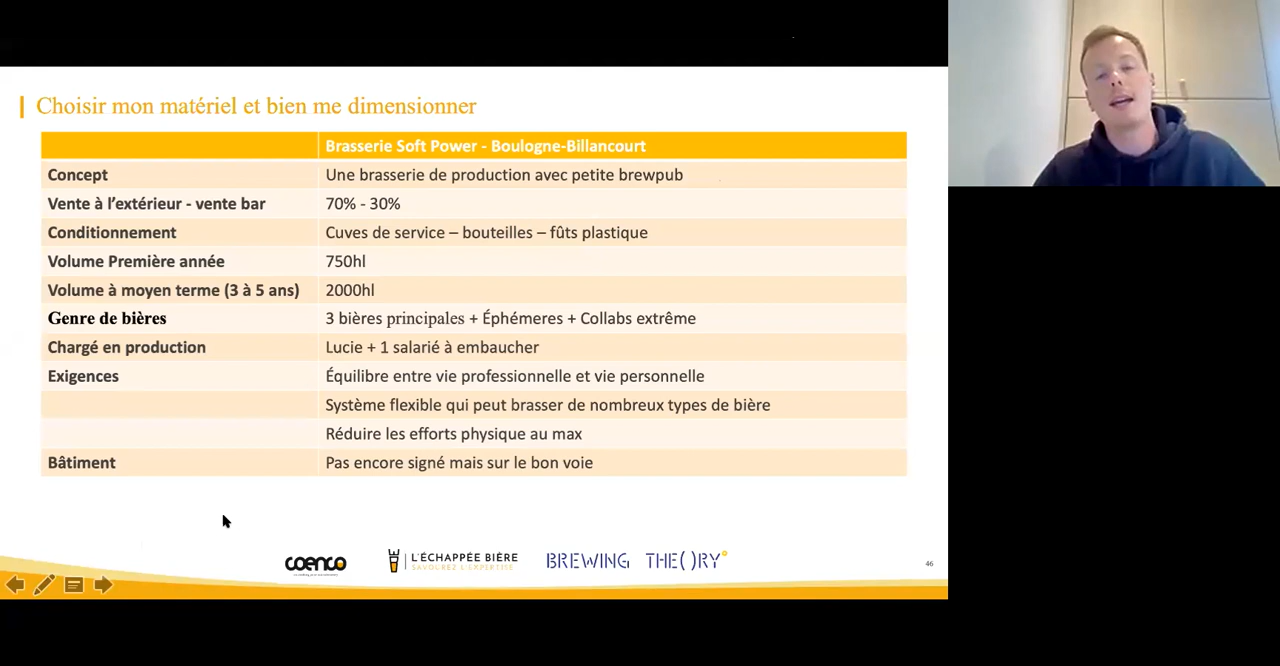 Choisir mon matériel et bien me dimensionner
Brasserie Soft Power - Boulogne-Billancourt
Concept Une brasserie de production avec petite brewpub
Vente à l’extérieur - vente bar 70% - 30%
Conditionnement Cuves de service – bouteilles – fûts plastique
Volume Première année 750hl
Volume à moyen terme (3 à 5 ans) 2000hl
Genre de bières 3 bières principales + Éphémeres + Collabs extrême
Chargé en production Lucie + 1 salarié à embaucher
Exigences Équilibre entre vie professionnelle et vie personnelle
Système flexible qui peut brasser de nombreux types de bière
Réduire les efforts physique au max
Bâtiment Pas encore signé mais sur le bon voie
coenco
L'ÉCHAPPÉE BIÈRE
SAVOUREZ L'EXPERTISE
BREWING THE()RY°
46